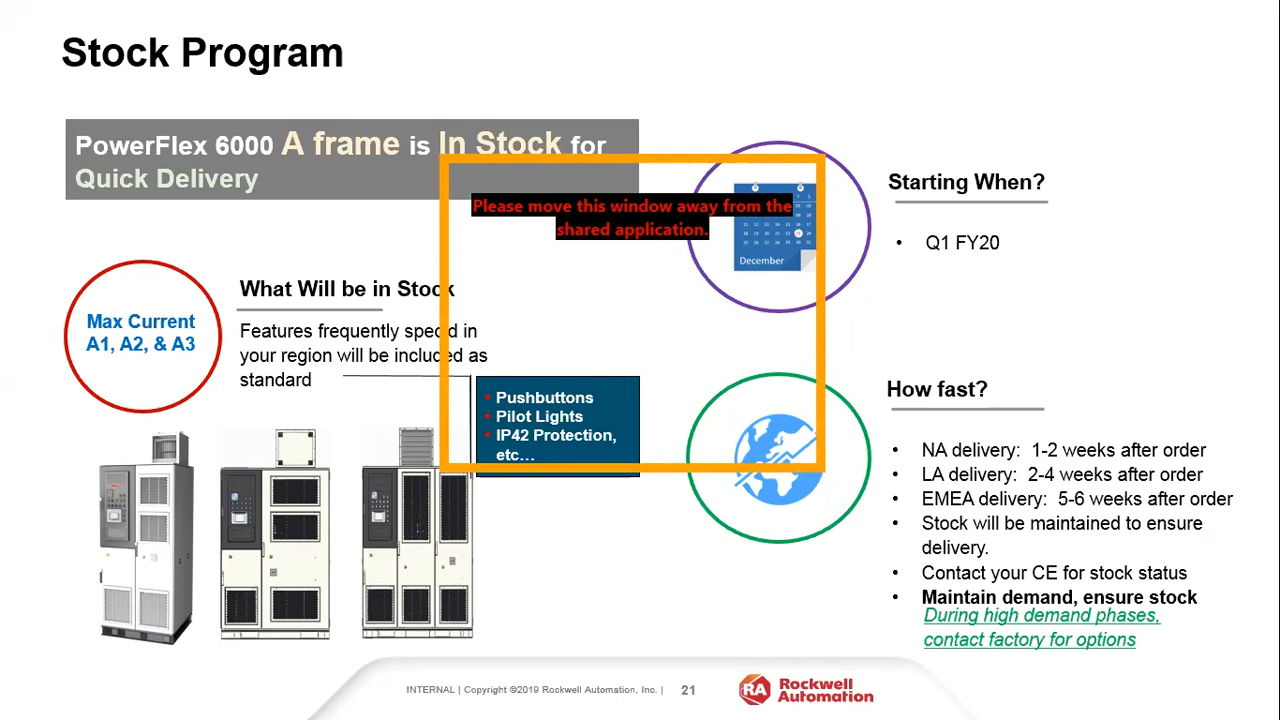 Stock Program
PowerFlex 6000 A frame is In Stock for
Quick Delivery
Please move this window away from the
shared application.
December
Starting When?
• Q1 FY20
What Will be in Stock
Max Current
A1, A2, & A3
Features frequently spec'd in
your region will be included as
standard
• Pushbuttons
• Pilot Lights
• IP42 Protection,
etc…
How fast?
• NA delivery: 1-2 weeks after order
• LA delivery: 2-4 weeks after order
• EMEA delivery: 5-6 weeks after order
• Stock will be maintained to ensure
delivery.
• Contact your CE for stock status
• Maintain demand, ensure stock
During high demand phases,
contact factory for options
INTERNAL | Copyright ©2019 Rockwell Automation, Inc. | 21
RA Rockwell
Automation